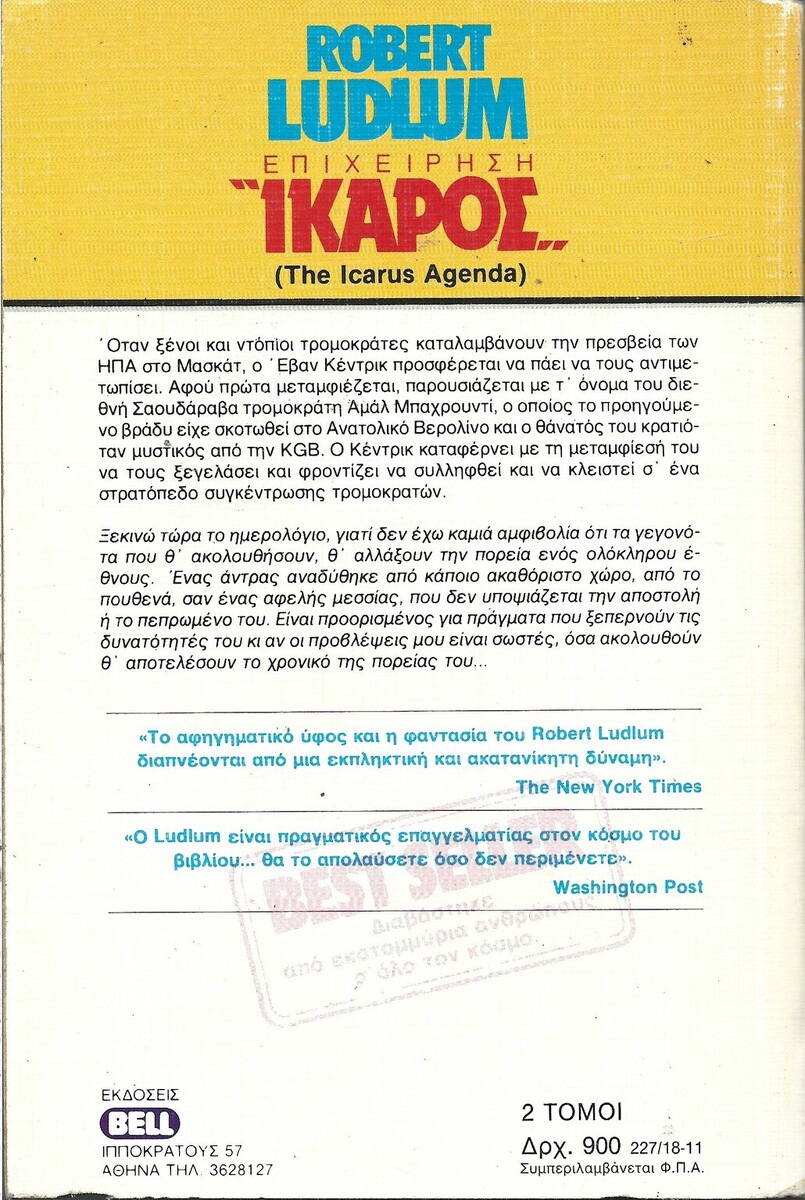 ROBERT
LUDLUM
ΕΠΙΧΕΙΡΗΣΗ
"ΙΚΑΡΟΣ„
(The Icarus Agenda)
Όταν ξένοι και ντόπιοι τρομοκράτες καταλαμβάνουν την πρεσβεία των
ΗΠΑ στο Μασκάτ, ο Έβαν Κέντρικ προσφέρεται να πάει να τους αντιμε-
τωπίσει. Αφού πρώτα μεταμφιέζεται, παρουσιάζεται με τ᾽ όνομα του διε-
θνή Σαουδάραβα τρομοκράτη Αμάλ Μπαχρουντί, ο οποίος το προηγούμε-
νο βράδυ είχε σκοτωθεί στο Ανατολικό Βερολίνο και ο θάνατός του κρατιό-
ταν μυστικός από την KGB. Ο Κέντρικ καταφέρνει με τη μεταμφίεσή του
να τους ξεγελάσει και φροντίζει να συλληφθεί και να κλειστεί σ᾽ ένα
στρατόπεδο συγκέντρωσης τρομοκρατών.
Ξεκινώ τώρα το ημερολόγιο, γιατί δεν έχω καμιά αμφιβολία ότι τα γεγονό-
τα που θ᾽ ακολουθήσουν, θ᾽ αλλάξουν την πορεία ενός ολόκληρου έ-
θνους. Ένας άντρας αναδύθηκε από κάποιο ακαθόριστο χώρο, από το
πουθενά, σαν ένας αφελής μεσσίας, που δεν υποψιάζεται την αποστολή
ή το πεπρωμένο του. Είναι προορισμένος για πράγματα που ξεπερνούν τις
δυνατότητές του κι αν οι προβλέψεις μου είναι σωστές, όσα ακολουθούν
θ᾽ αποτελέσουν το χρονικό της πορείας του...
«Το αφηγηματικό ύφος και η φαντασία του Robert Ludlum
διαπνέονται από μια εκπληκτική και ακατανίκητη δύναμη».
The New York Times
«Ο Ludlum είναι πραγματικός επαγγελματίας στον κόσμο του
βιβλίου... θα το απολαύσετε όσο δεν περιμένετε».
Washington Post
BEST SELLER
Διαβάστηκε
από εκατομμύρια ανθρώπους
σ᾽ όλο τον κόσμο.
ΕΚΔΟΣΕΙΣ
BELL
ΙΠΠΟΚΡΑΤΟΥΣ 57
ΑΘΗΝΑ ΤΗΛ. 3628127
2 ΤΟΜΟΙ
Δρχ. 900 227/18-11
Συμπεριλαμβάνεται Φ.Π.Α.